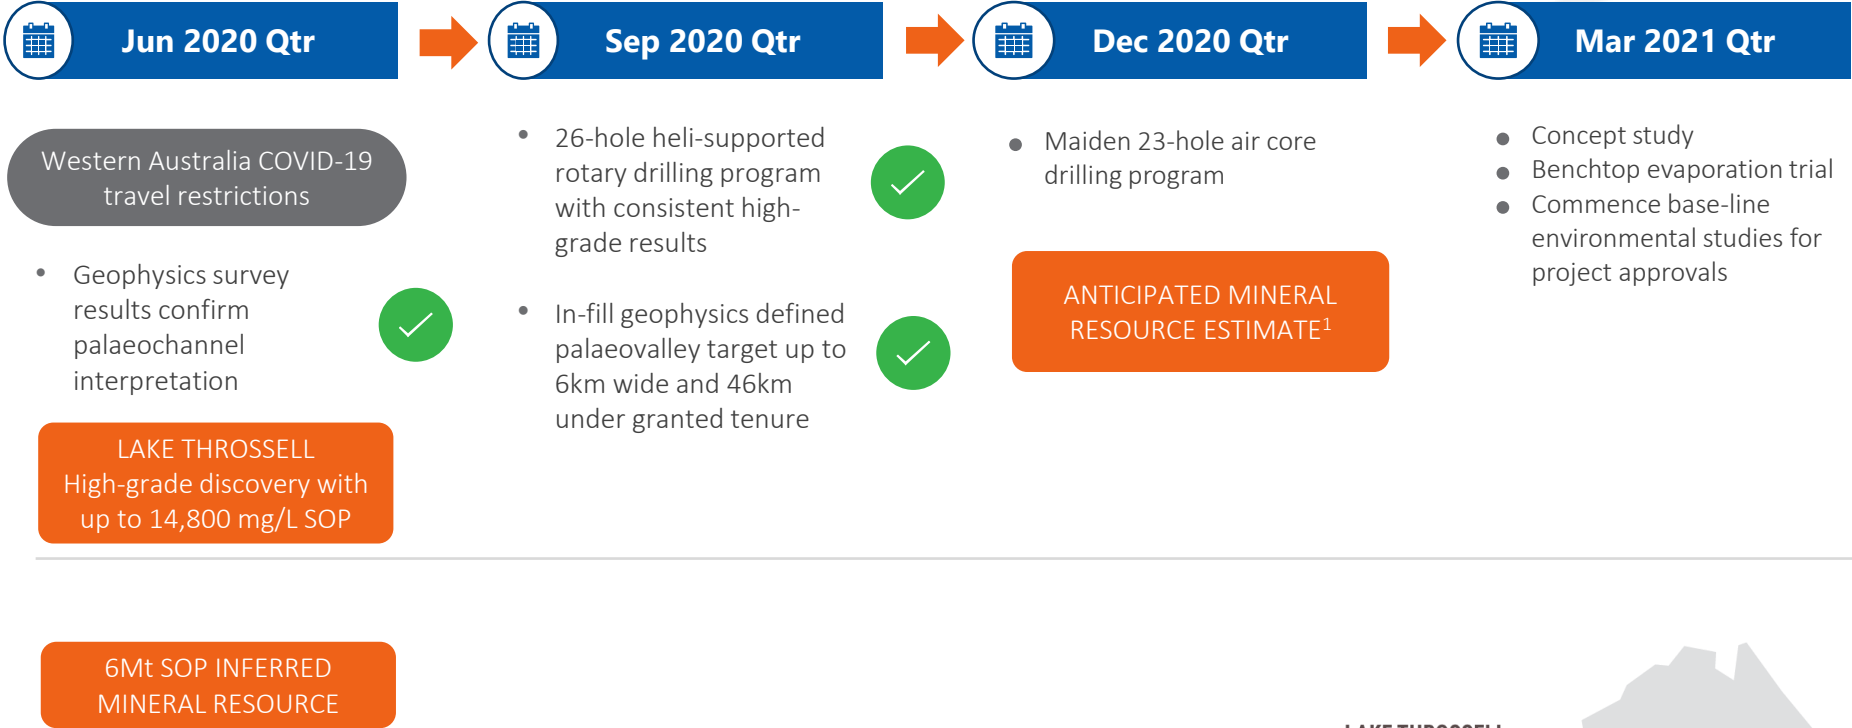 Jun 2020 Qtr
Sep 2020 Qtr
Dec 2020 Qtr
Mar 2021 Qtr
Western Australia COVID-19
travel restrictions
• Geophysics survey
results confirm
palaeochannel
interpretation
LAKE THROSSELL
High-grade discovery with
up to 14,800 mg/L SOP
• 26-hole heli-supported
rotary drilling program
with consistent high-
grade results
• In-fill geophysics defined
palaeovalley target up to
6km wide and 46km
under granted tenure
• Maiden 23-hole air core
drilling program
ANTICIPATED MINERAL
RESOURCE ESTIMATE¹
• Concept study
• Benchtop evaporation trial
• Commence base-line
environmental studies for
project approvals
6Mt SOP INFERRED
MINERAL RESOURCE
LAKE THROSSELL